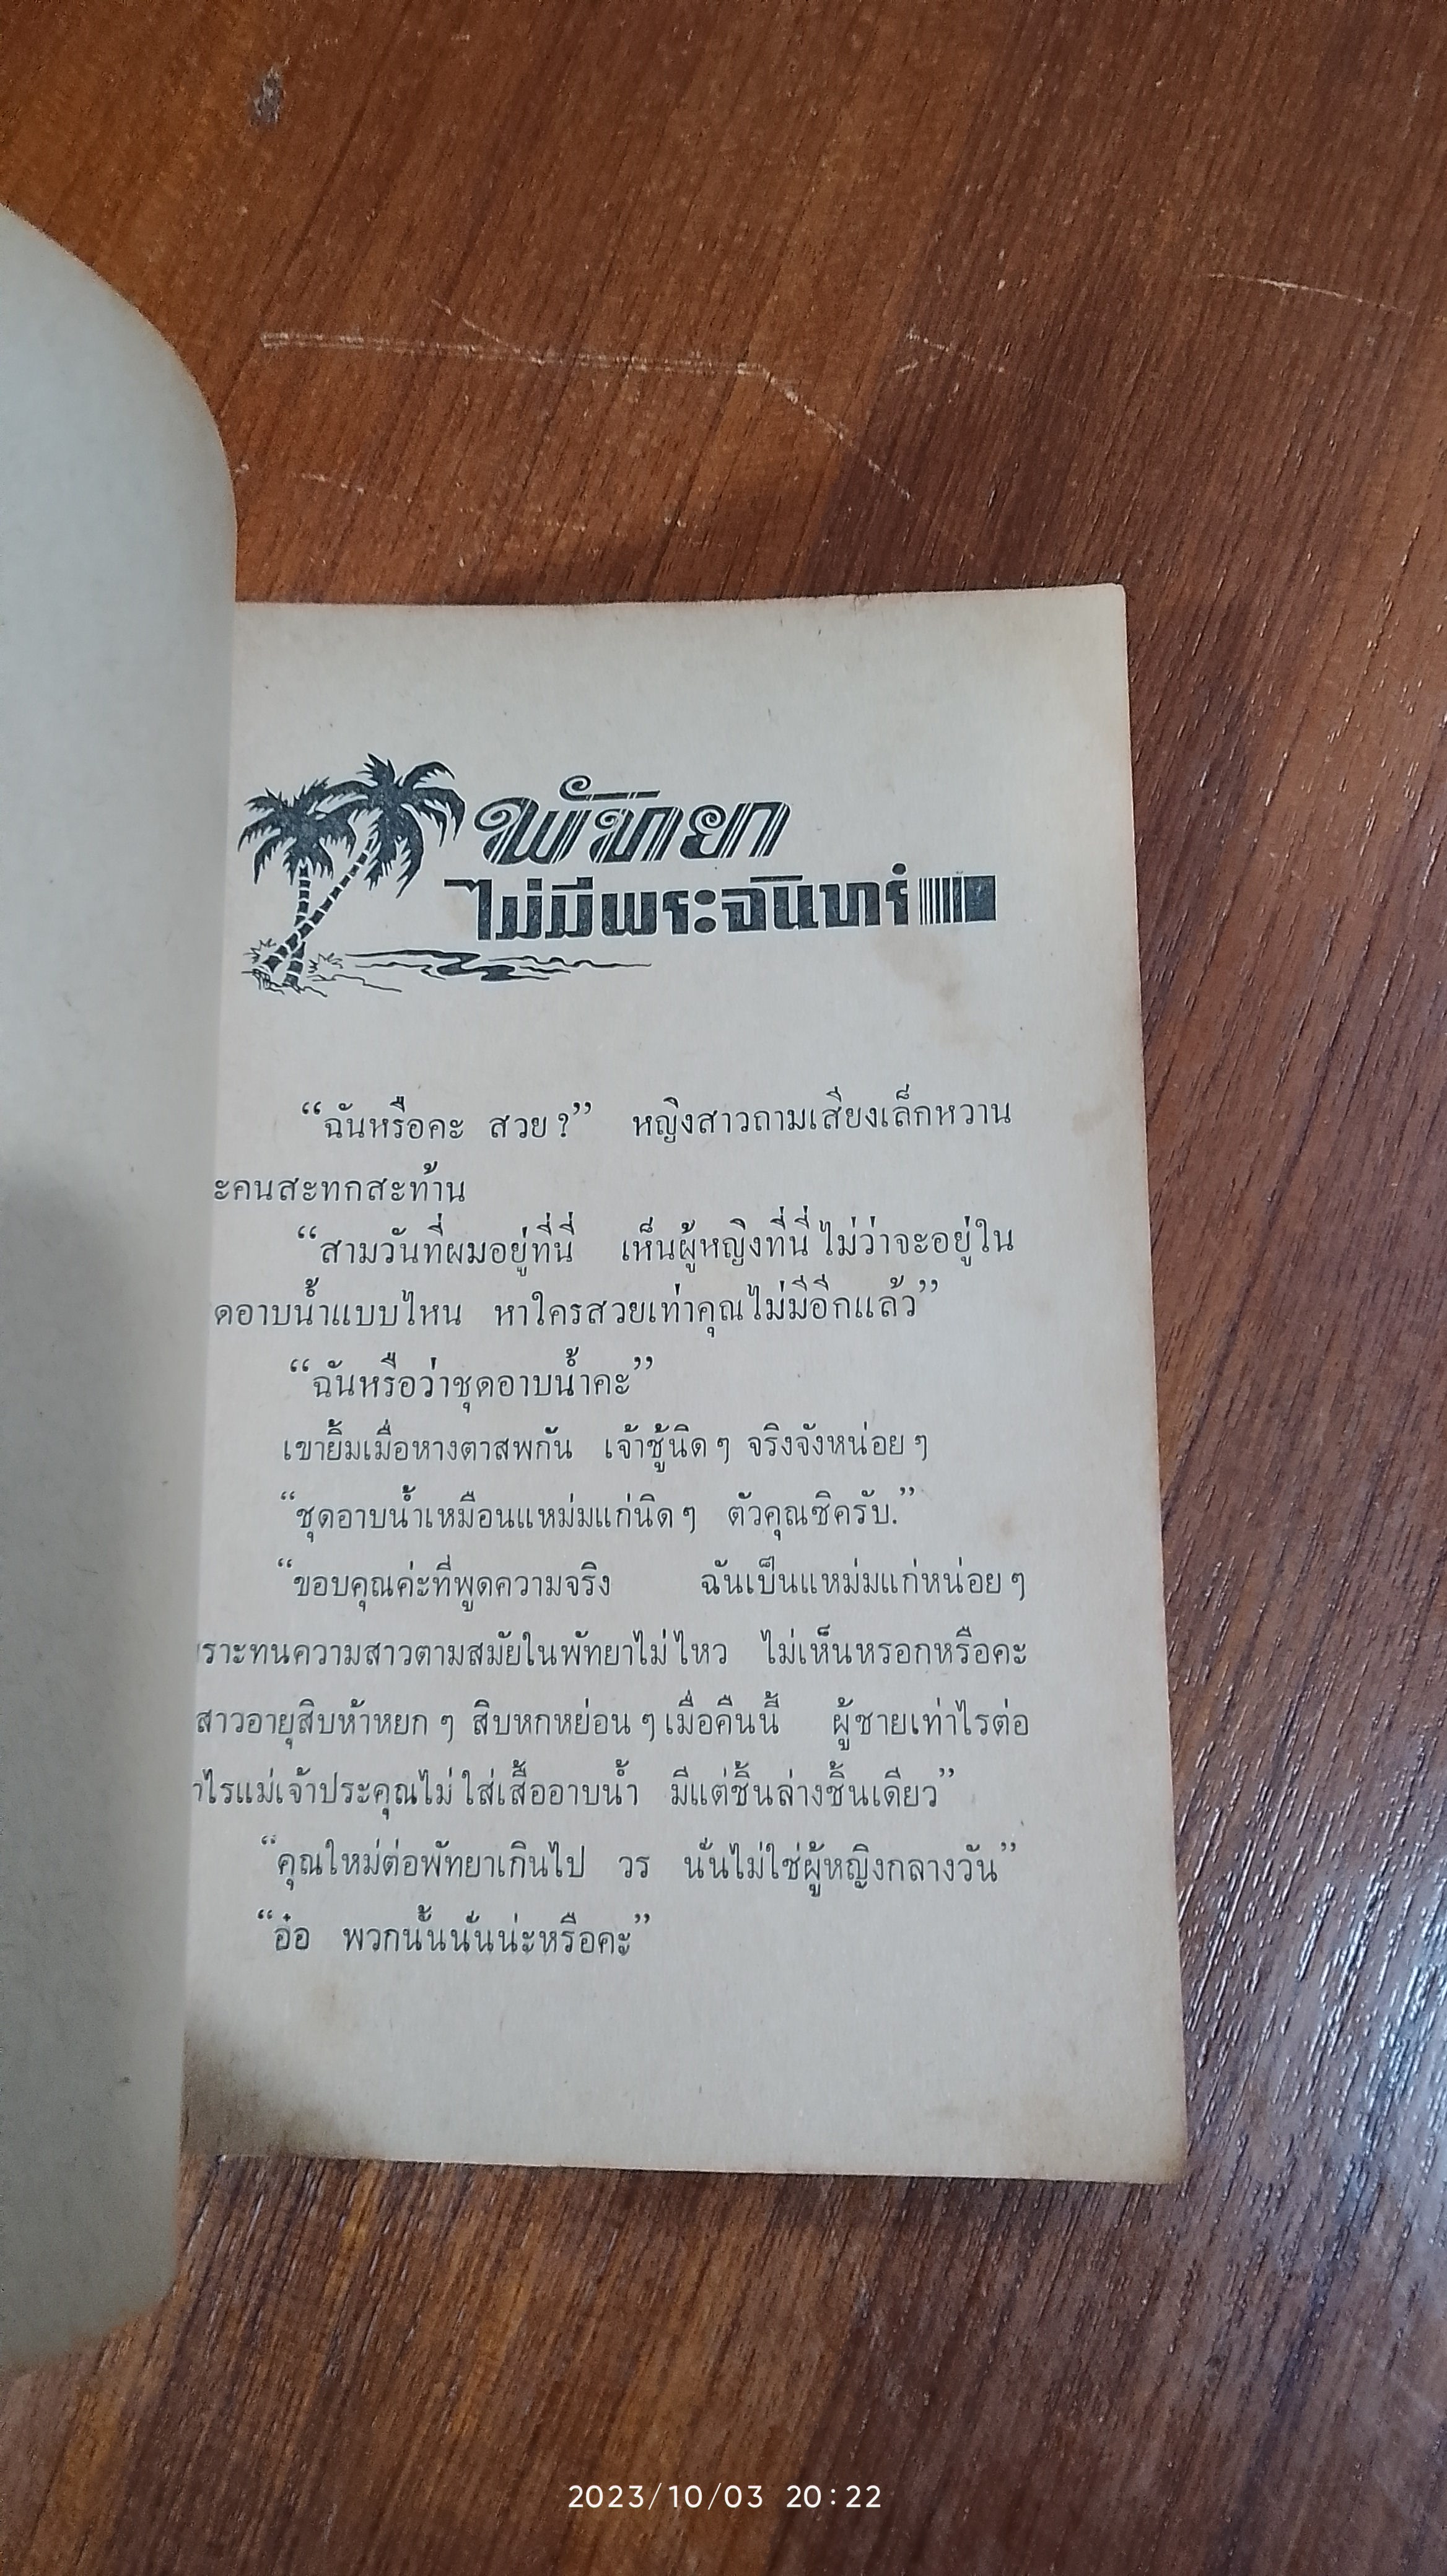 พัทยา
ไม่มีพระจันทร์
“ฉันหรือคะ สวย?” หญิงสาวถามเสียงเล็กหวาน
ะคนสะทกสะท้าน
“สามวันที่ผมอยู่ที่นี่ เห็นผู้หญิงที่นี่ ไม่ว่าจะอยู่ใน
ดอาบน้ำแบบไหน หาใครสวยเท่าคุณไม่มีอีกแล้ว”
“ฉันหรือว่าชุดอาบน้ำคะ”
เขายิ้มเมื่อหางตาสพกัน เจ้าชู้นิดๆ จริงจังหน่อยๆ
“ชุดอาบน้ำเหมือนแหม่มแก่นิดๆ ตัวคุณซิครับ.”
“ขอบคุณค่ะที่พูดความจริง ฉันเป็นแหม่มแก่หน่อยๆ
ราะทนความสาวตามสมัยในพัทยาไม่ไหว ไม่เห็นหรอกหรือคะ
สาวอายุสิบห้าหยกๆ สิบหกหย่อนๆ เมื่อคืนนี้ ผู้ชายเท่าไรต่อ
าไรแม่เจ้าประคุณไม่ใส่เสื้ออาบน้ำ มีแต่ชิ้นล่างชิ้นเดียว”
“คุณใหม่ต่อพัทยาเกินไป วร นั่นไม่ใช่ผู้หญิงกลางวัน”
“อ๋อ พวกนั้นนั่นน่ะหรือคะ”
2023/10/03 20:22